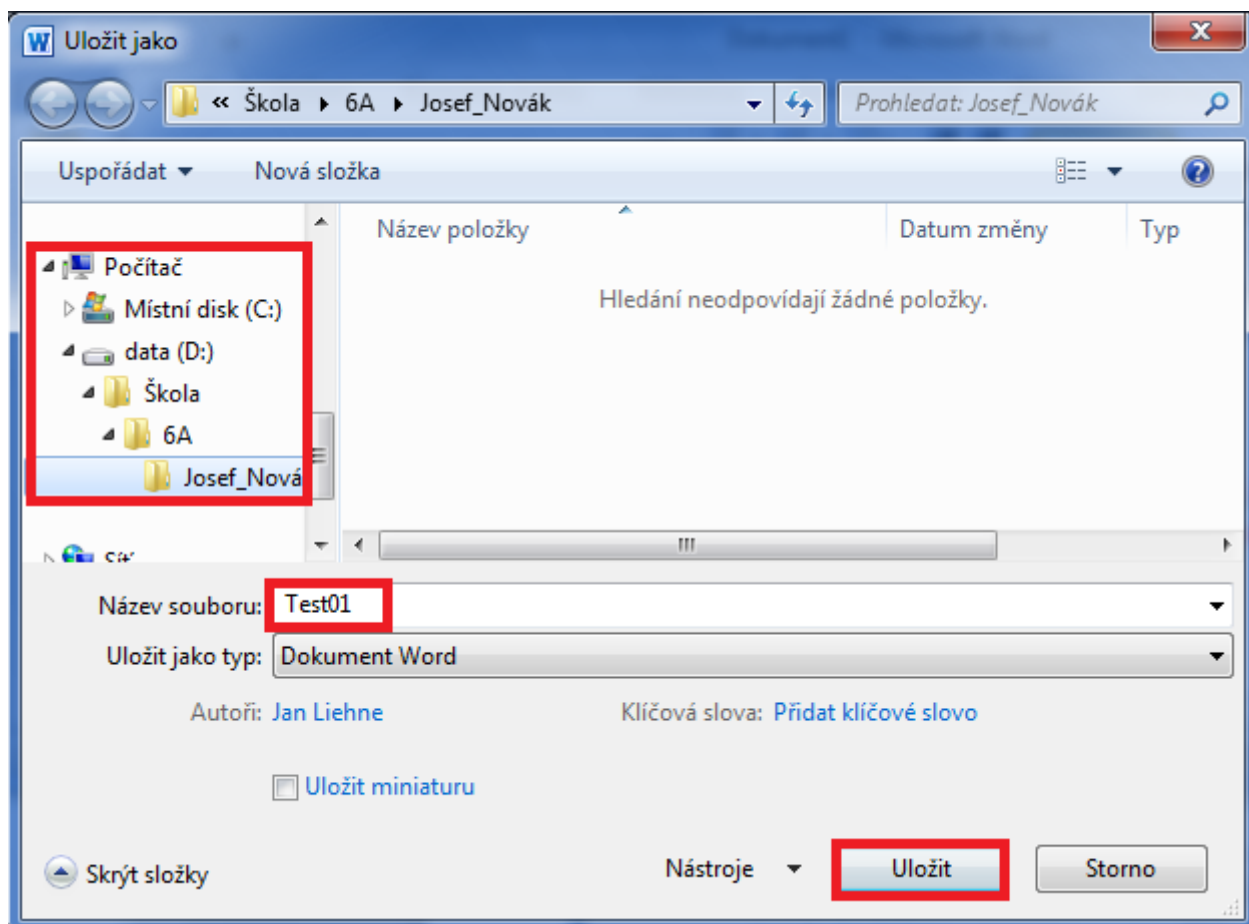 Uložit jako
« Škola 6A Josef_Novák Prohledat: Josef_Novák
Uspořádat Nová složka
Název položky Datum změny Typ
Počítač
Hledání neodpovídají žádné položky.
Místní disk (C:)
data (D:)
Škola
6A
Josef_Nová
Název souboru: Test01
Uložit jako typ: Dokument Word
Autoři: Jan Liehne Klíčová slova: Přidat klíčové slovo
Uložit miniaturu
Skrýt složky Nástroje Uložit Storno